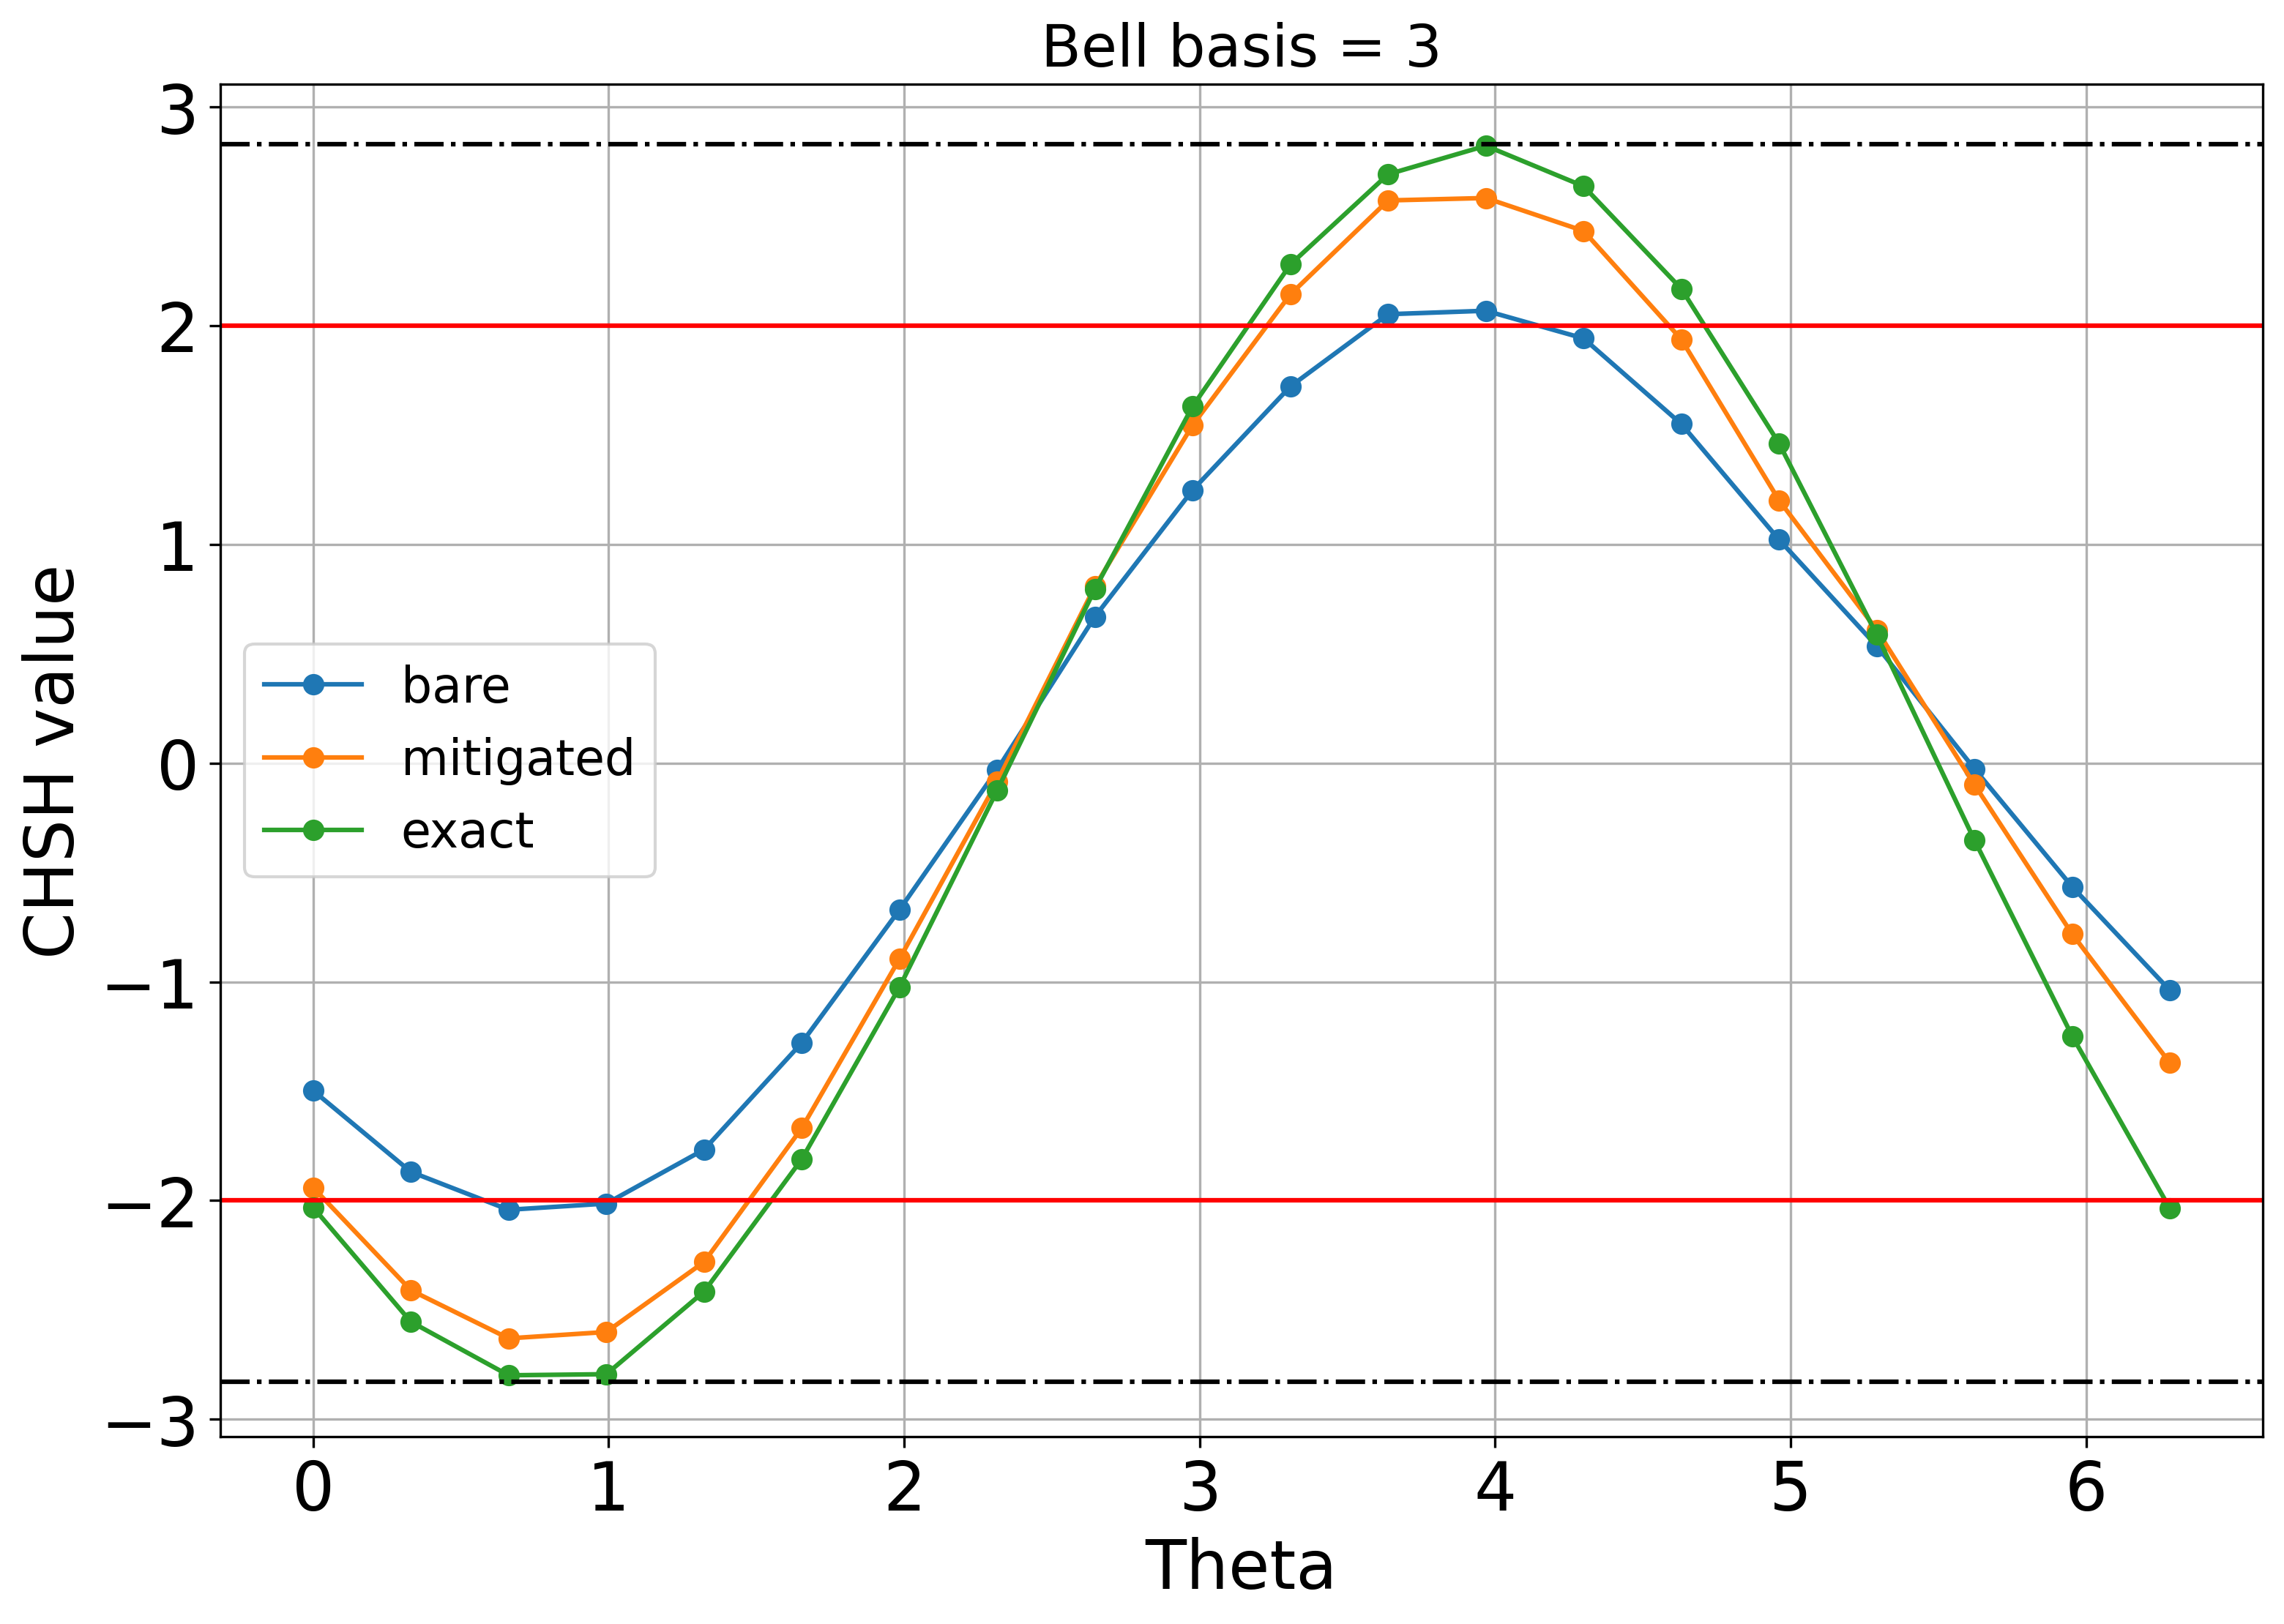 Bell basis = 3
3
2
1
0
−1
−2
−3
CHSH value
bare
mitigated
exact
0 1 2 3 4 5 6
Theta